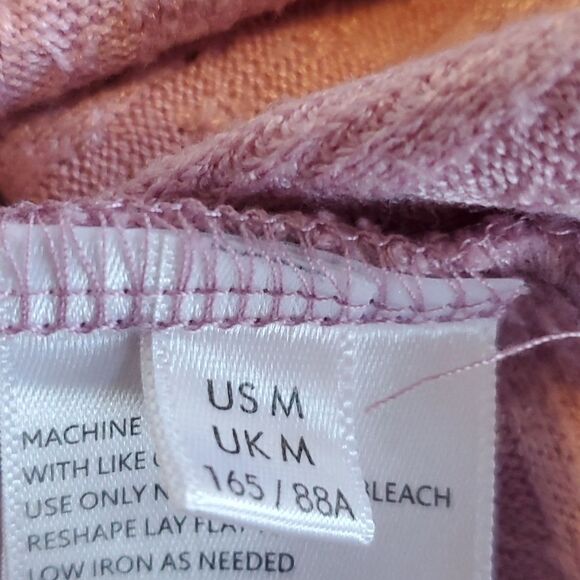 US M
UK M
165 / 88A
MACHINE
WITH LIKE
USE ONLY BLEACH
RESHAPE LAY FLAT
LOW IRON AS NEEDED